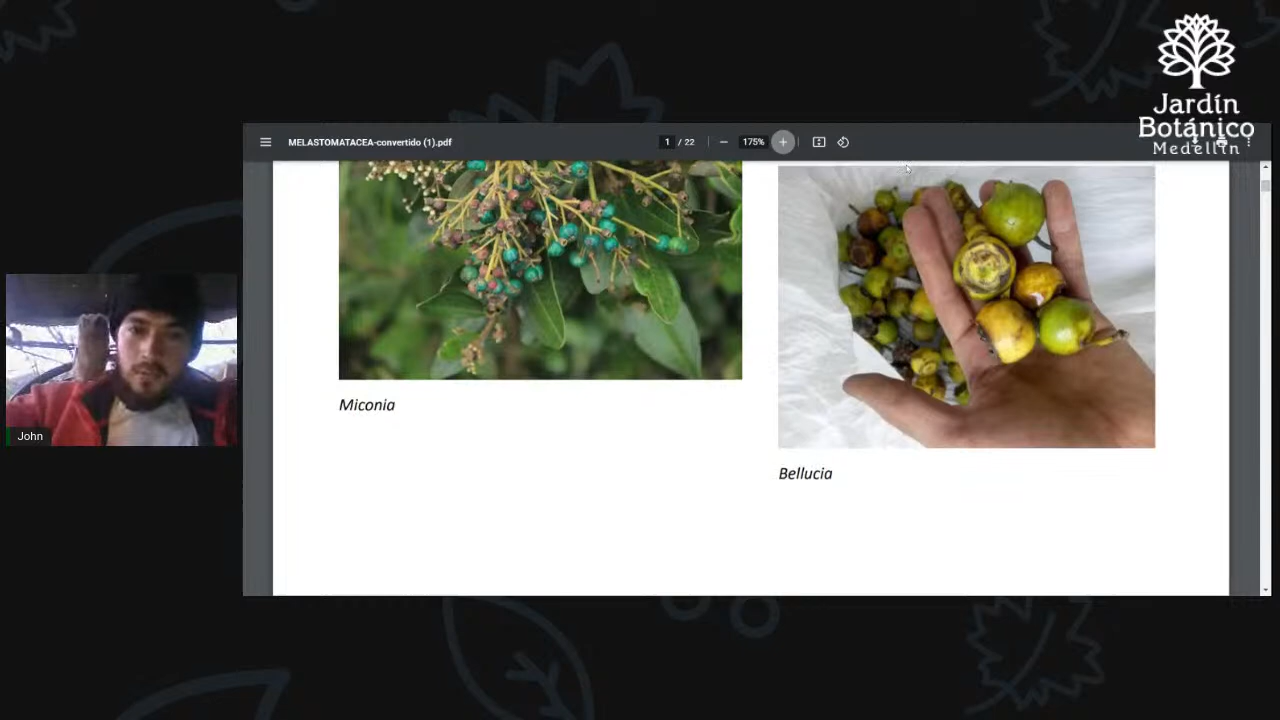 Jardín
Botánico
Medellín
MELASTOMATACEA-convertido (1).pdf
1 / 22
175%
Miconia
Bellucia
John